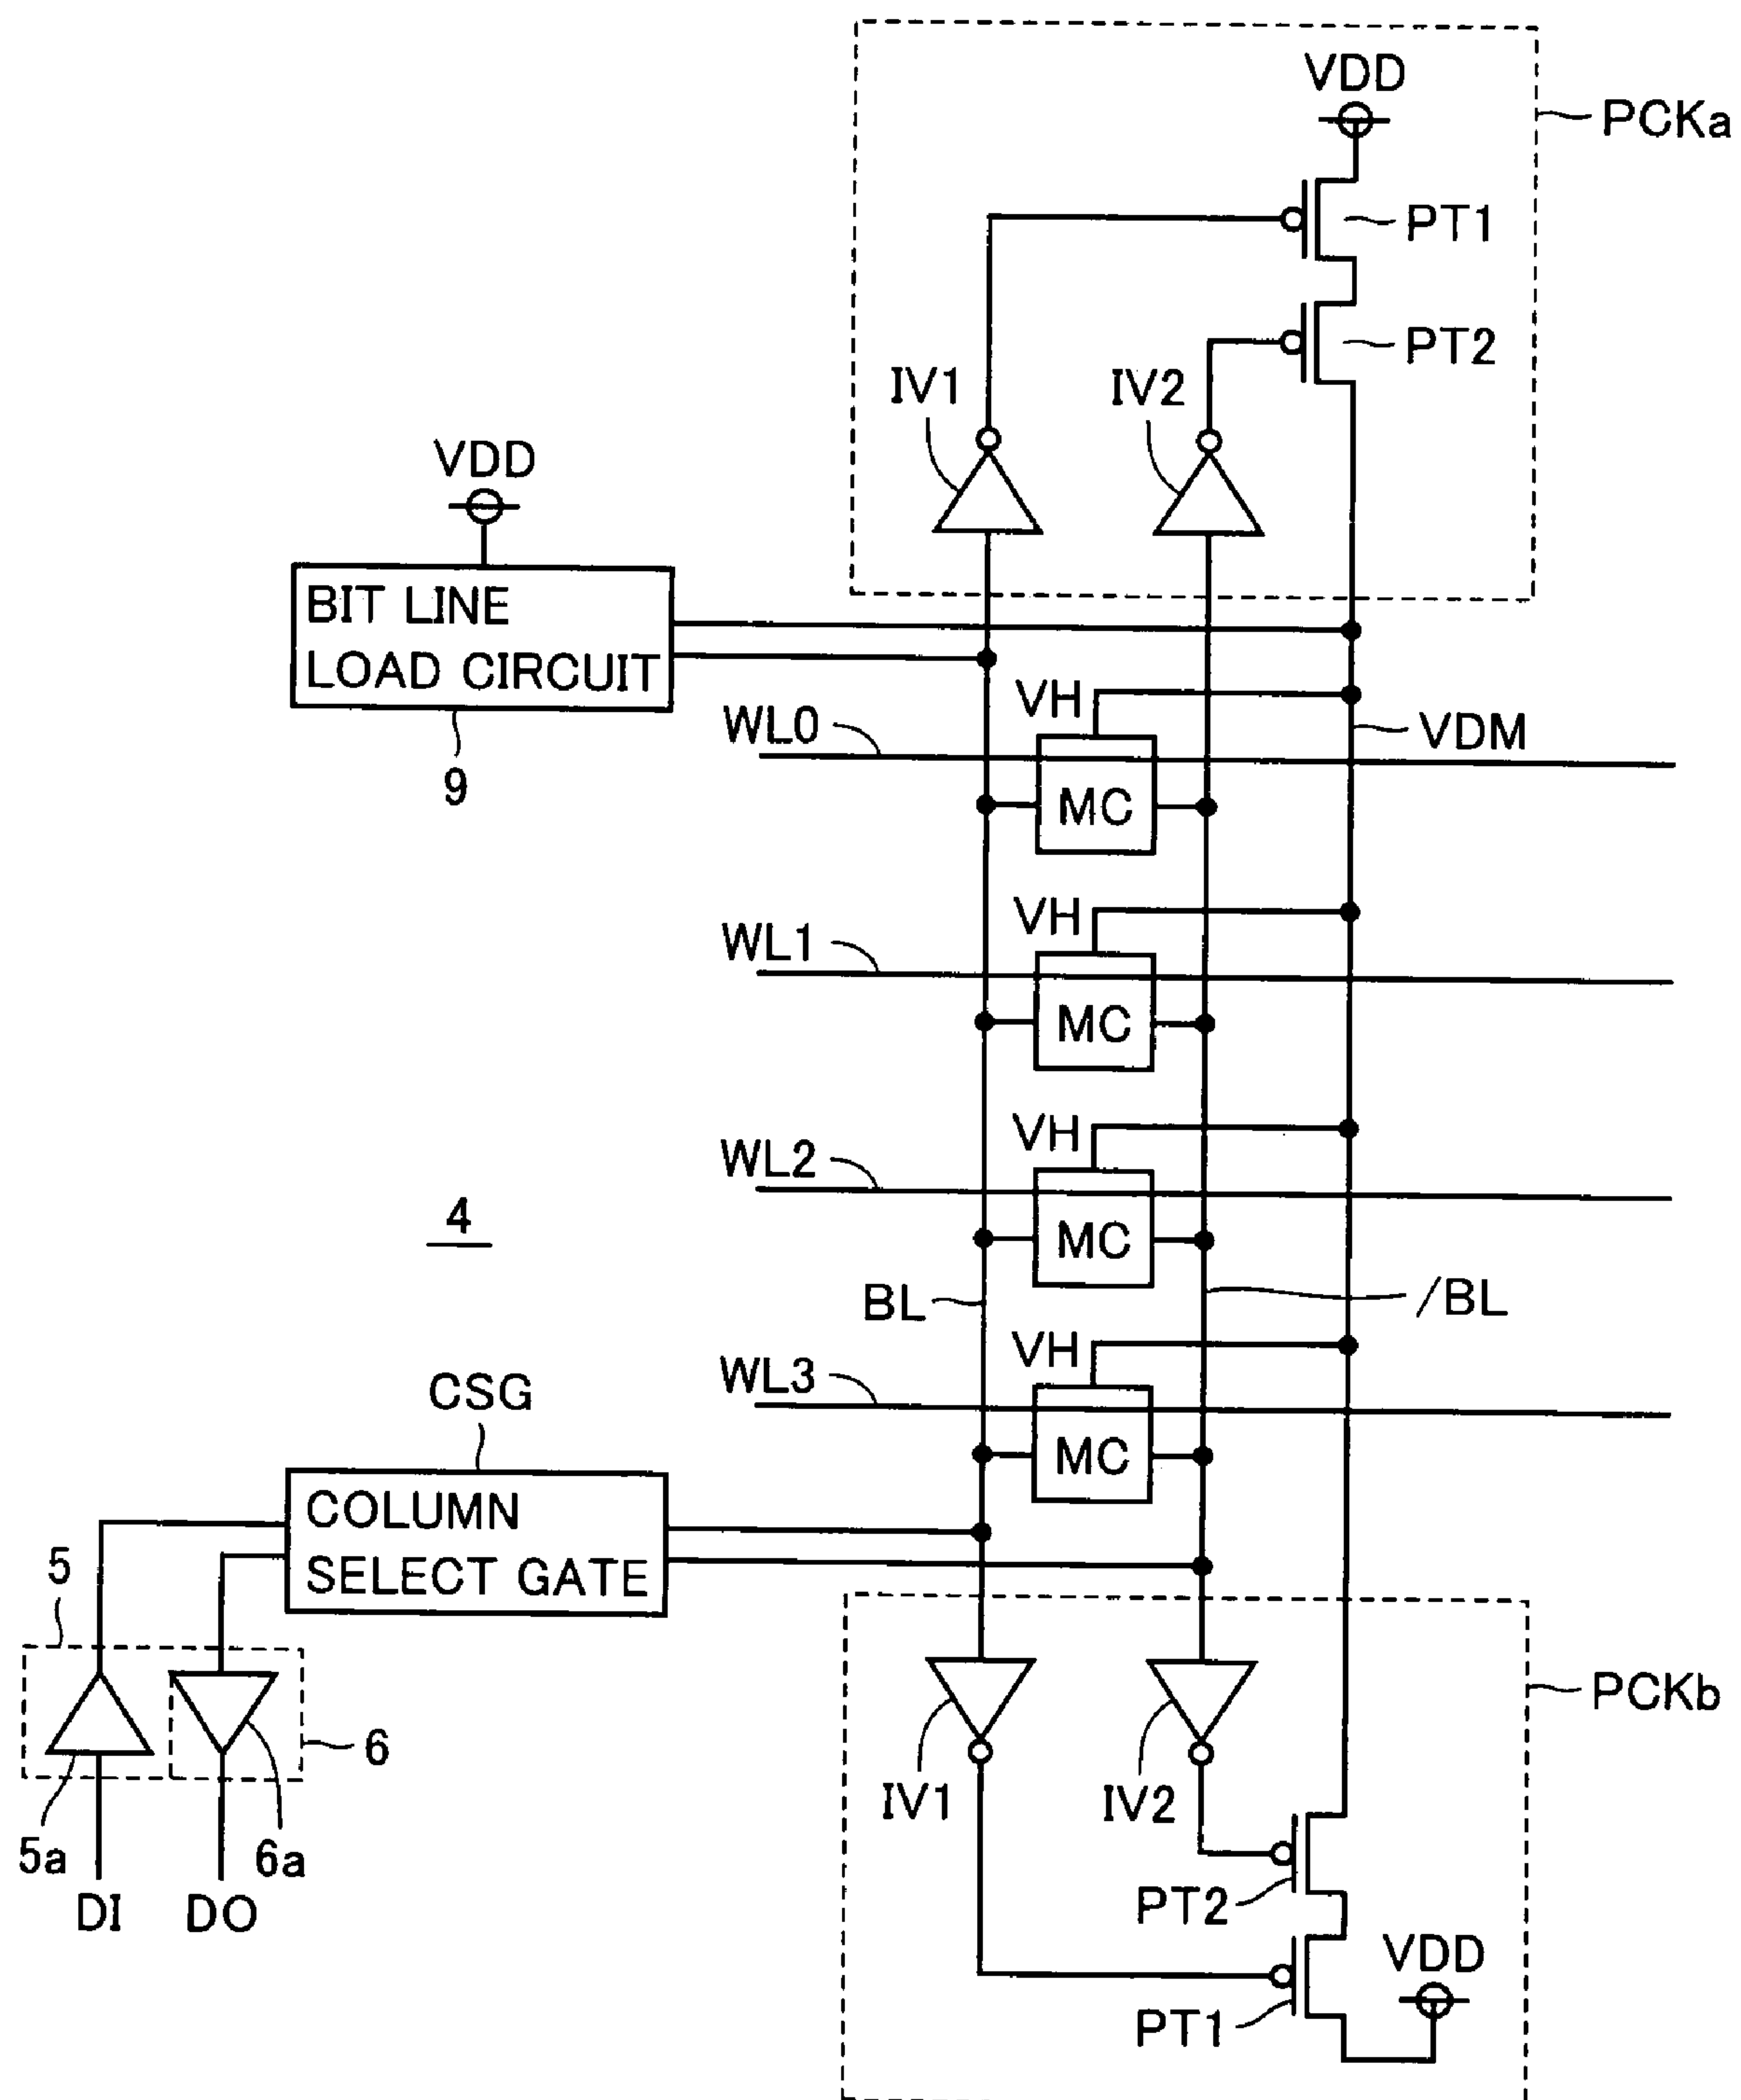 VDD
PCKa
PT1
PT2
IV1
IV2
VDD
BIT LINE
LOAD CIRCUIT
9
VH
WL0
VDM
MC
VH
WL1
MC
VH
WL2
MC
4
BL
/BL
VH
WL3
CSG
MC
COLUMN
SELECT GATE
5
PCKb
6
IV1
IV2
5a
6a
DI
DO
PT2
VDD
PT1